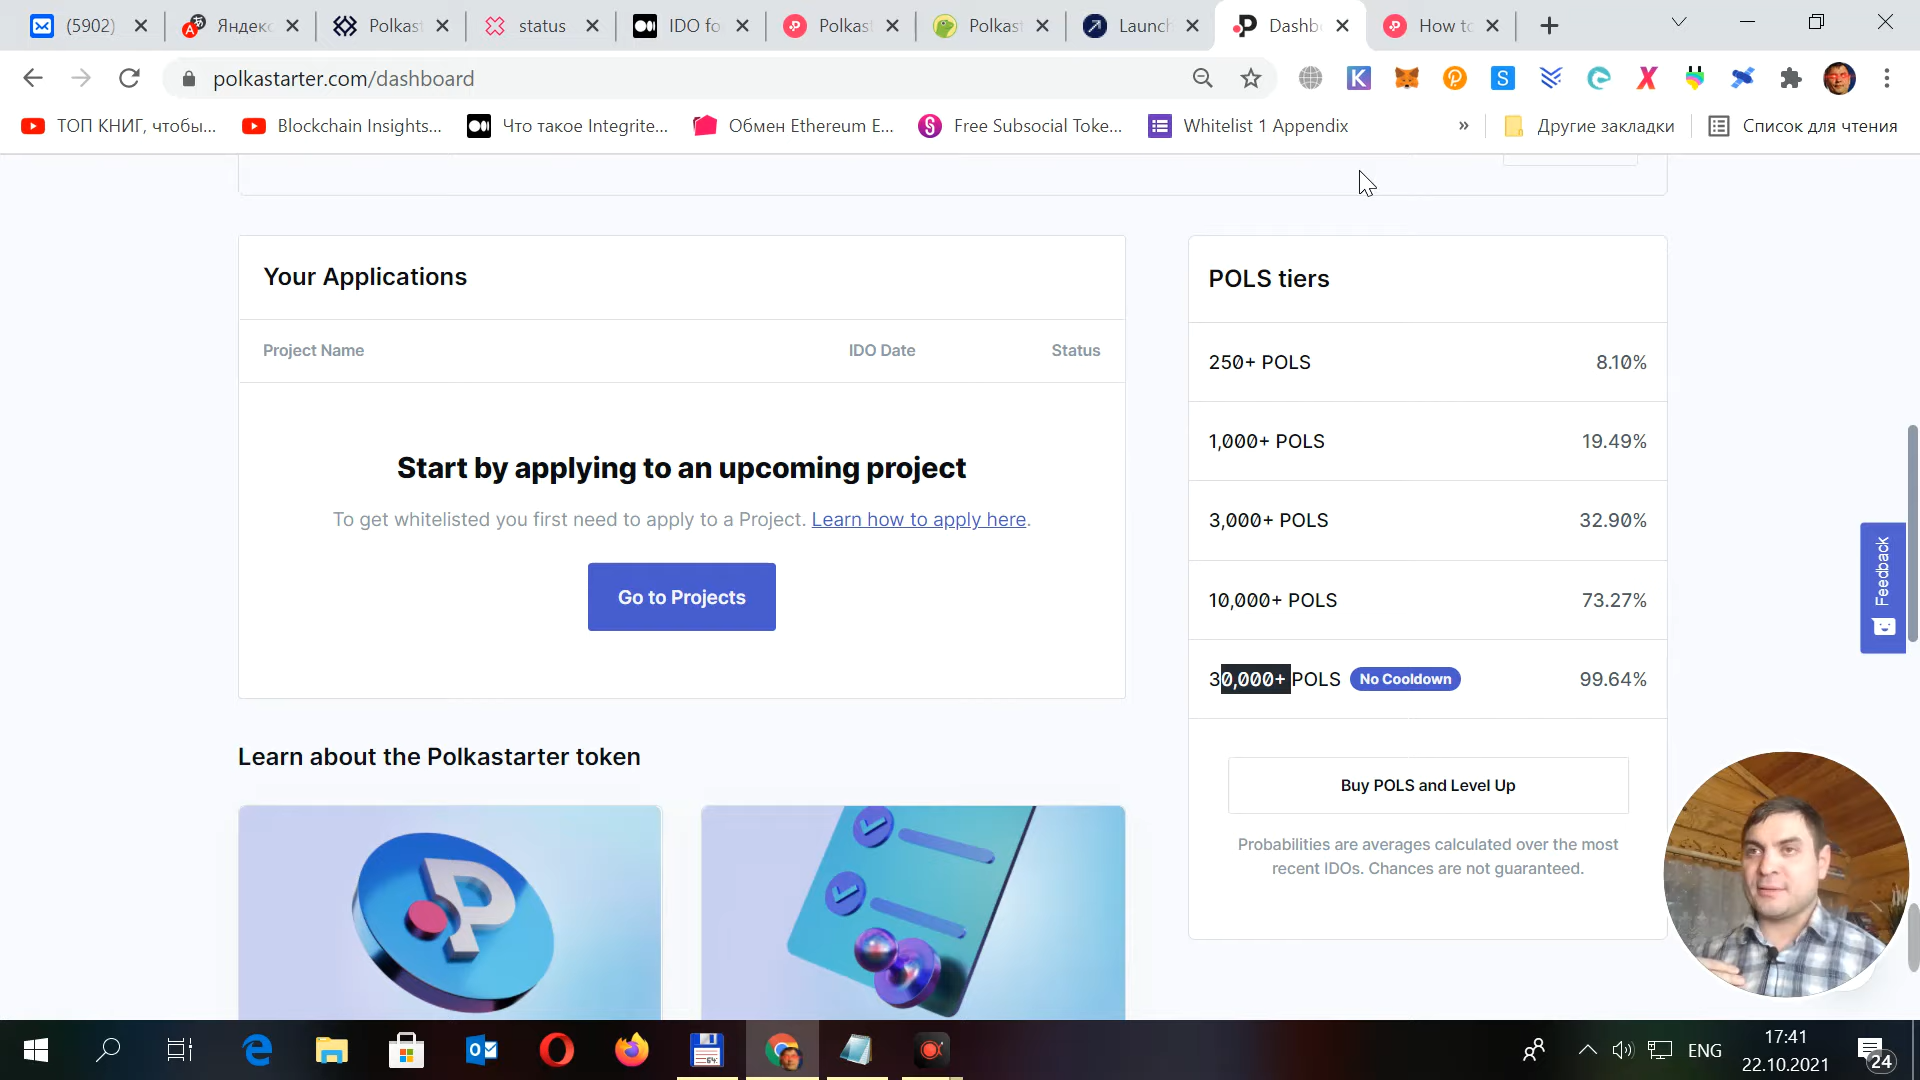 (5902)
Яндекс
Polkast
status
IDO fo
Polkast
Polkast
Launch
Dashb
How to
polkastarter.com/dashboard
ТОП КНИГ, чтобы...
Blockchain Insights...
Что такое Integrite...
Обмен Ethereum E...
Free Subsocial Toke...
Whitelist 1 Appendix
»
Другие закладки
Список для чтения
Your Applications
Project Name IDO Date Status
Start by applying to an upcoming project
To get whitelisted you first need to apply to a Project. Learn how to apply here.
Go to Projects
POLS tiers
250+ POLS 8.10%
1,000+ POLS 19.49%
3,000+ POLS 32.90%
10,000+ POLS 73.27%
30,000+ POLS No Cooldown 99.64%
Buy POLS and Level Up
Probabilities are averages calculated over the most
recent IDOs. Chances are not guaranteed.
Feedback
Learn about the Polkastarter token
ENG
17:41
22.10.2021
24